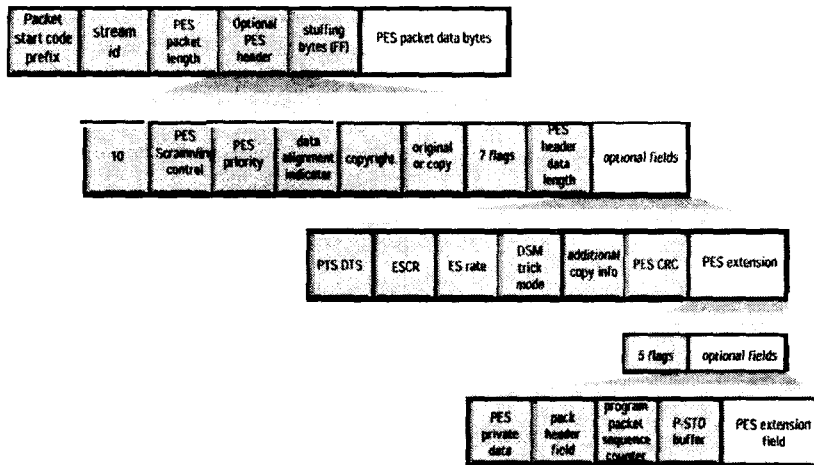 Packet start code prefix
stream id
PES packet length
Optional PES header
stuffing bytes (FF)
PES packet data bytes
10
PES Scrambling control
PES priority
data alignment indicator
copyright
original or copy
7 flags
PES header data length
optional fields
PTS DTS
ESCR
ES rate
DSM trick mode
additional copy info
PES CRC
PES extension
5 flags
optional fields
PES private data
pack header field
program packet sequence counter
P-STD buffer
PES extension field